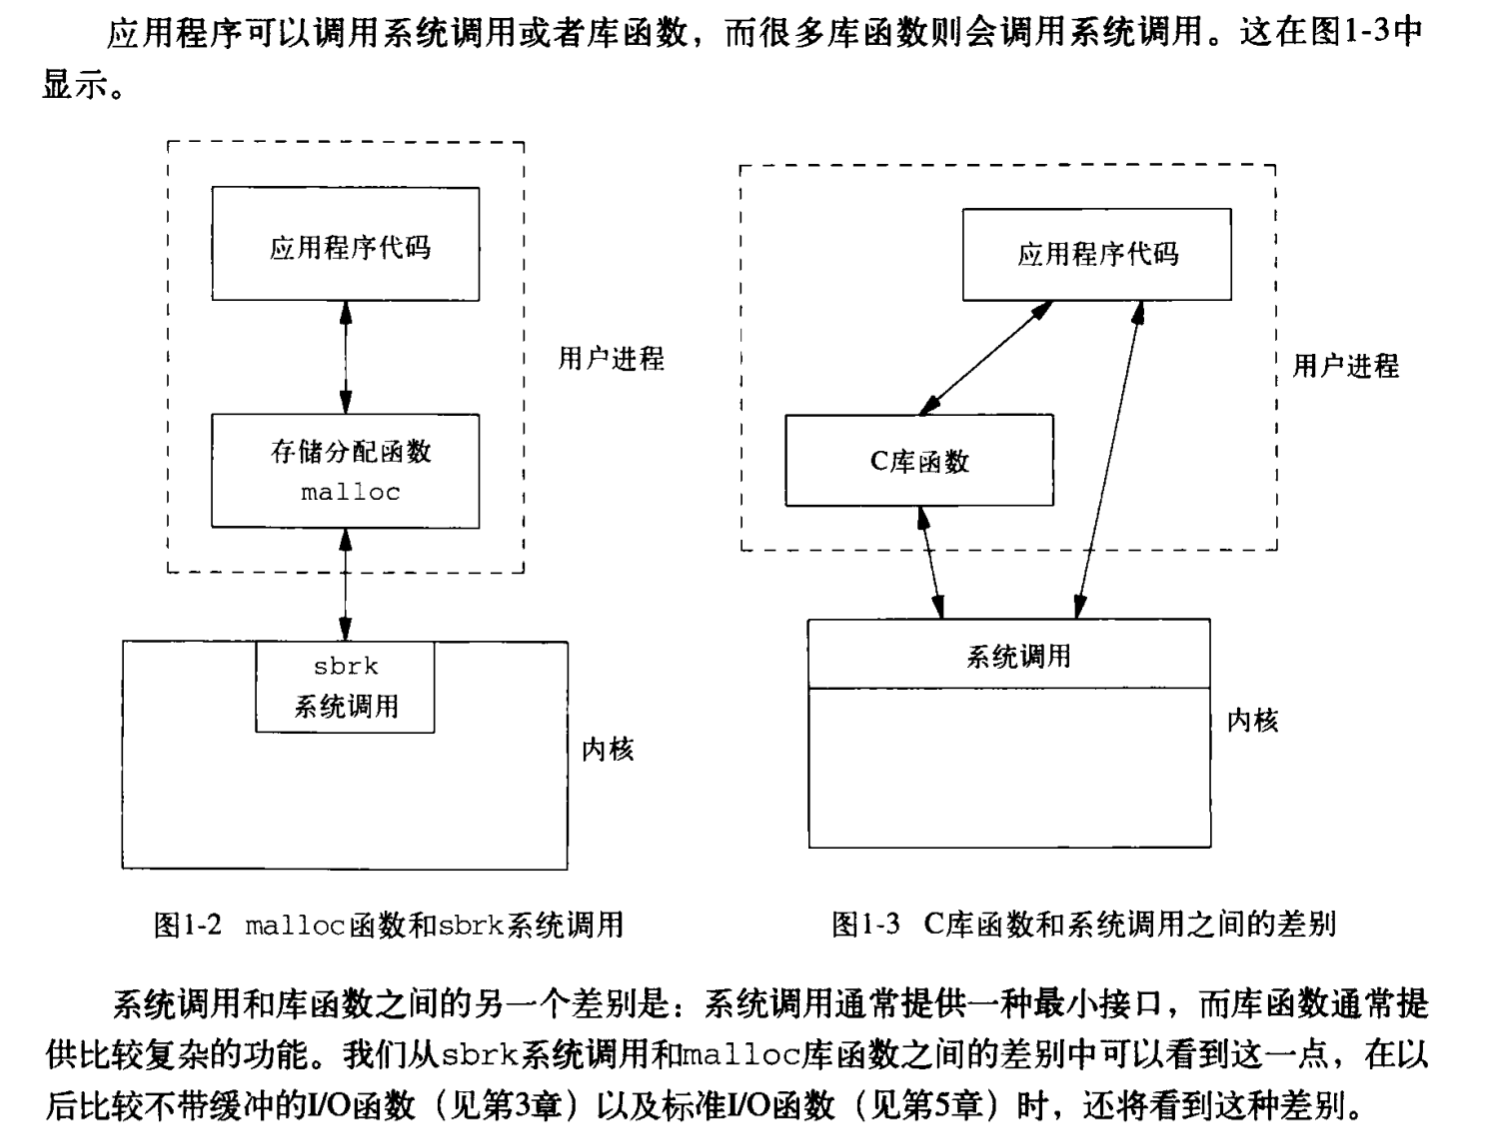 应用程序可以调用系统调用或者库函数，而很多库函数则会调用系统调用。这在图1-3中
显示。
应用程序代码
用户进程
存储分配函数
malloc
sbrk
系统调用
内核
图1-2 malloc函数和sbrk系统调用
应用程序代码
用户进程
C库函数
系统调用
内核
图1-3 C库函数和系统调用之间的差别
系统调用和库函数之间的另一个差别是：系统调用通常提供一种最小接口，而库函数通常提
供比较复杂的功能。我们从sbrk系统调用和malloc库函数之间的差别中可以看到这一点，在以
后比较不带缓冲的I/O函数（见第3章）以及标准I/O函数（见第5章）时，还将看到这种差别。